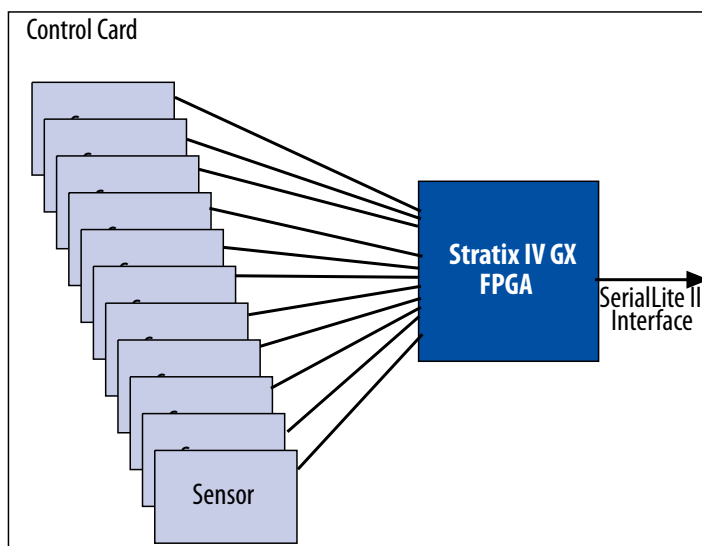 Control Card
Stratix IV GX
FPGA
SerialLite II
Interface
Sensor